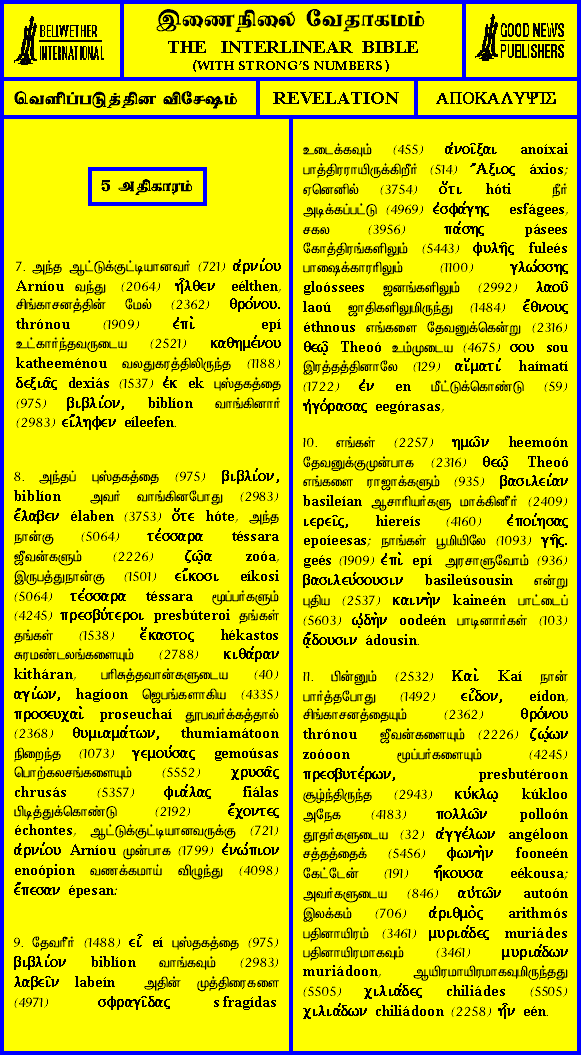 BELLWETHER
INTERNATIONAL
இணைநிலை வேதாகமம்
THE INTERLINEAR BIBLE
(WITH STRONG'S NUMBERS)
GOOD NEWS
PUBLISHERS
வெளிப்படுத்தின விசேஷம்
REVELATION
ΑΠΟΚΑΛΥΨΙΣ
5 அதிகாரம்
7. அந்த ஆட்டுக்குட்டியானவர் (721) ἀρνίου
Arníou வந்து (2064) ἦλθεν eélthen,
சிங்காசனத்தின் மேல் (2362) θρόνου.
thrónou (1909) ἐπὶ epí
உட்கார்ந்தவருடைய (2521) καθημένου
katheeménou வலதுகரத்திலிருந்த (1188)
δεξιᾶς dexiás (1537) ἐκ ek புஸ்தகத்தை
(975) βιβλίον, biblíon வாங்கினார்
(2983) εἴληφεν eíleefen.
8. அந்தப் புஸ்தகத்தை (975) βιβλίον,
biblíon அவர் வாங்கினபோது (2983)
ἔλαβεν élaben (3753) ὅτε hóte, அந்த
நான்கு (5064) τέσσαρα téssara
ஜீவன்களும் (2226) ζῷα zoóa,
இருபத்துநான்கு (1501) εἴκοσι eíkosi
(5064) τέσσαρα téssara மூப்பர்களும்
(4245) πρεσβύτεροι presbúteroi தங்கள்
தங்கள் (1538) ἕκαστος hékastos
சுரமண்டலங்களையும் (2788) κιθάραν
kitháran, பரிசுத்தவான்களுடைய (40)
αγίων, hagíoon ஜெபங்களாகிய (4335)
προσευχαὶ proseuchaí தூபவர்க்கத்தால்
(2368) θυμιαμάτων, thumiamátoon
நிறைந்த (1073) γεμούσας gemoúsas
பொற்கலசங்களையும் (5552) χρυσᾶς
chrusás (5357) φιάλας fiálas
பிடித்துக்கொண்டு (2192) ἔχοντες
échontes, ஆட்டுக்குட்டியானவருக்கு (721)
ἀρνίου Arníou முன்பாக (1799) ἐνώπιον
enoópion வணக்கமாய் விழுந்து (4098)
ἔπεσαν épesan;
9. தேவரீர் (1488) εἶ eí புஸ்தகத்தை (975)
βιβλίον biblíon வாங்கவும் (2983)
λαβεῖν labeín அதின் முத்திரைகளை
(4971) σφραγῖδας sfragídas
உடைக்கவும் (455) ἀνοῖξαι anoíxai
பாத்திரராயிருக்கிறீர் (514) Ἄξιος áxios;
ஏனெனில் (3754) ὅτι hóti நீர்
அடிக்கப்பட்டு (4969) ἐσφάγης esfágees,
சகல (3956) πάσης pásees
கோத்திரங்களிலும் (5443) φυλῆς fuleés
பாஷைக்காரரிலும் (1100) γλώσσης
gloóssees ஜனங்களிலும் (2992) λαοῦ
laoú ஜாதிகளிலுமிருந்து (1484) ἔθνους
éthnous எங்களை தேவனுக்கென்று (2316)
θεῷ Theoó உம்முடைய (4675) σου sou
இரத்தத்தினாலே (129) αἵματί haímatí
(1722) ἐν en மீட்டுக்கொண்டு (59)
ἠγόρασας eegórasas,
10. எங்கள் (2257) ημῶν heemoón
தேவனுக்குமுன்பாக (2316) θεῷ Theoó
எங்களை ராஜாக்களும் (935) βασιλείαν
basileían ஆசாரியர்களு மாக்கினீர் (2409)
ιερεῖς, hiereís (4160) ἐποίησας
epoíeesas; நாங்கள் பூமியிலே (1093) γῆς.
geés (1909) ἐπὶ epí அரசாளுவோம் (936)
βασιλεύσουσιν basileúsousin என்று
புதிய (2537) καινὴν kaineén பாட்டைப்
(5603) ᾠδὴν oodeén பாடினார்கள் (103)
ᾄδουσιν ádousin.
11. பின்னும் (2532) Καὶ Kaí நான்
பார்த்தபோது (1492) εἶδον, eídon,
சிங்காசனத்தையும் (2362) θρόνου
thrónou ஜீவன்களையும் (2226) ζῴων
zoóoon மூப்பர்களையும் (4245)
πρεσβυτέρων, presbutéroon
சூழ்ந்திருந்த (2943) κύκλῳ kúkloo
அநேக (4183) πολλῶν polloón
தூதர்களுடைய (32) ἀγγέλων angéloon
சத்தத்தைக் (5456) φωνὴν fooneén
கேட்டேன் (191) ἤκουσα eékousa;
அவர்களுடைய (846) αὐτῶν autoón
இலக்கம் (706) ἀριθμὸς arithmós
பதினாயிரம் (3461) μυριάδες muriádes
பதினாயிரமாகவும் (3461) μυριάδων
muriádoon, ஆயிரமாயிரமாகவுமிருந்தது
(5505) χιλιάδες chiliádes (5505)
χιλιάδων chiliádoon (2258) ἦν eén.